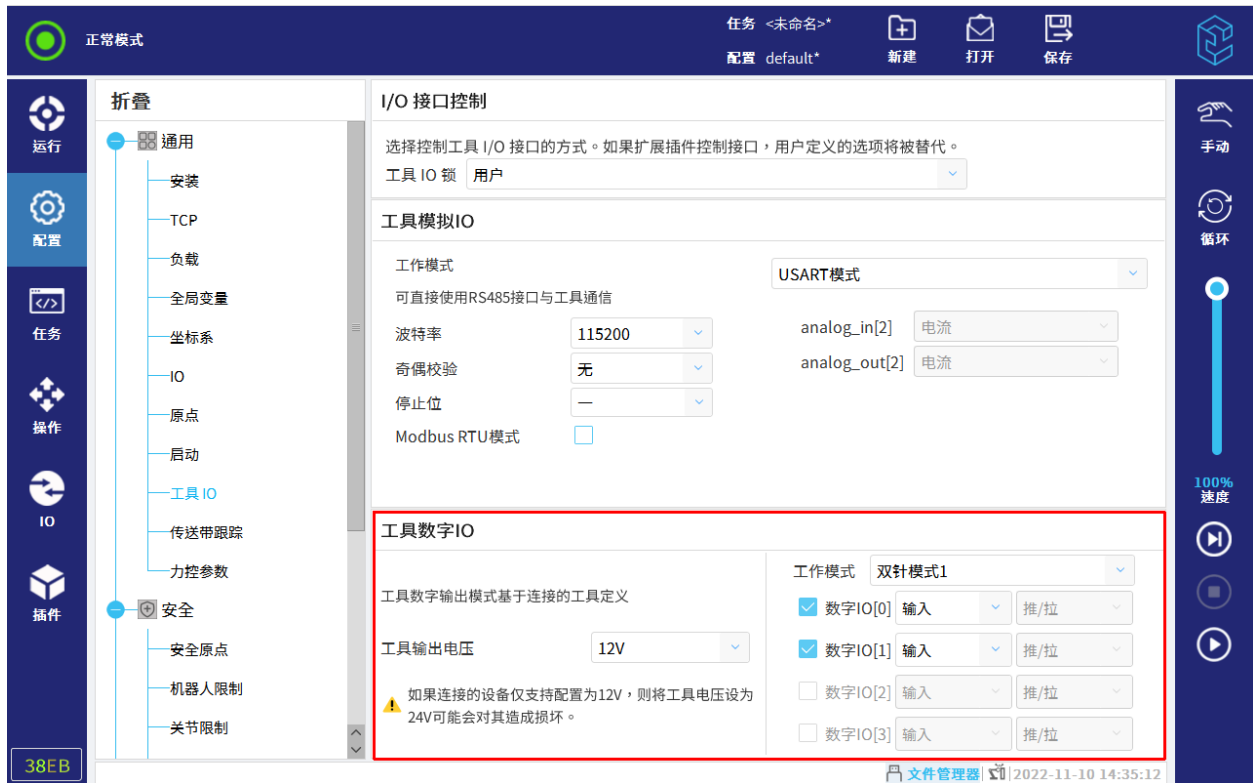 正常模式
任务 <未命名>*
配置 default*
新建
打开
保存
运行
配置
任务
操作
IO
插件
38EB
折叠
通用
安装
TCP
负载
全局变量
坐标系
IO
原点
启动
工具 IO
传送带跟踪
力控参数
安全
安全原点
机器人限制
关节限制
I/O 接口控制
选择控制工具 I/O 接口的方式。如果扩展插件控制接口，用户定义的选项将被替代。
工具 IO 锁 用户
工具模拟IO
工作模式 USART模式
可直接使用RS485接口与工具通信
波特率 115200 analog_in[2] 电流
奇偶校验 无 analog_out[2] 电流
停止位 一
Modbus RTU模式
工具数字IO
工具数字输出模式基于连接的工具定义
工具输出电压 12V
如果连接的设备仅支持配置为12V，则将工具电压设为
24V可能会对其造成损坏。
工作模式 双针模式1
数字IO[0] 输入 推/拉
数字IO[1] 输入 推/拉
数字IO[2] 输入 推/拉
数字IO[3] 输入 推/拉
手动
循环
100%
速度
文件管理器 2022-11-10 14:35:12